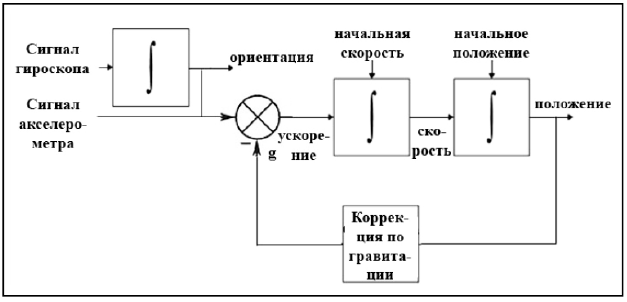 Сигнал
гироскопа
∫
ориентация
Сигнал
акселеро-
метра
–
g
ускоре-
ние
начальная
скорость
∫
ско-
рость
начальное
положение
∫
положение
Коррек-
ция по
гравита-
ции